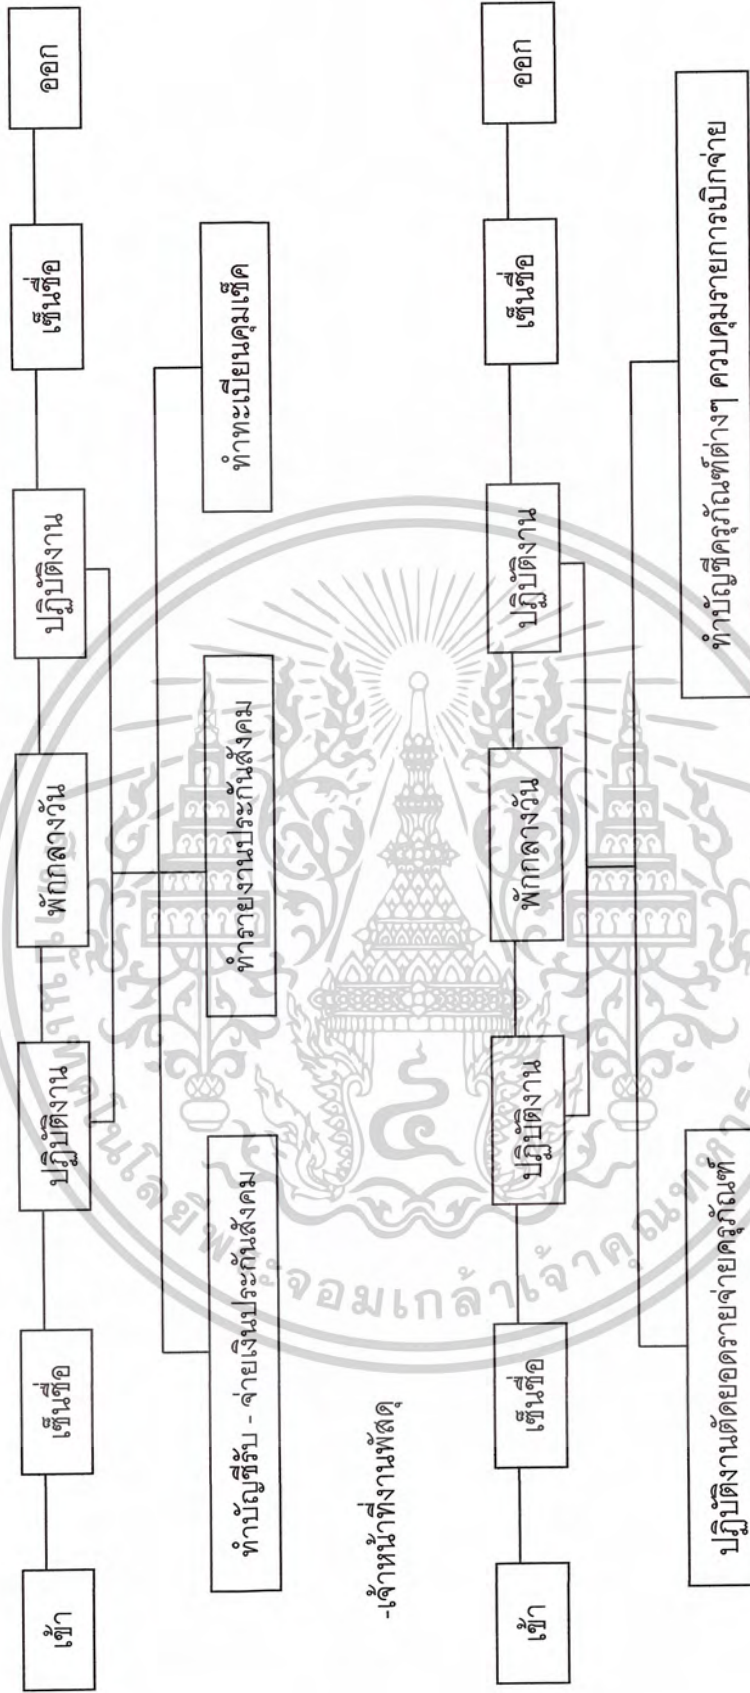 เข้า
เซ็นชื่อ
ปฏิบัติงาน
พักกลางวัน
ปฏิบัติงาน
เซ็นชื่อ
ออก
ทำบัญชีรับ - จ่ายเงินประกันสังคม
ทำรายงานประกันสังคม
ทำทะเบียนคุมเช็ค
-เจ้าหน้าที่งานพัสดุ
เข้า
เซ็นชื่อ
ปฏิบัติงาน
พักกลางวัน
ปฏิบัติงาน
เซ็นชื่อ
ออก
ปฏิบัติงานตัดยอดรายจ่ายครุภัณฑ์
ทำบัญชีครุภัณฑ์ต่างๆ ควบคุมรายการเบิกจ่าย